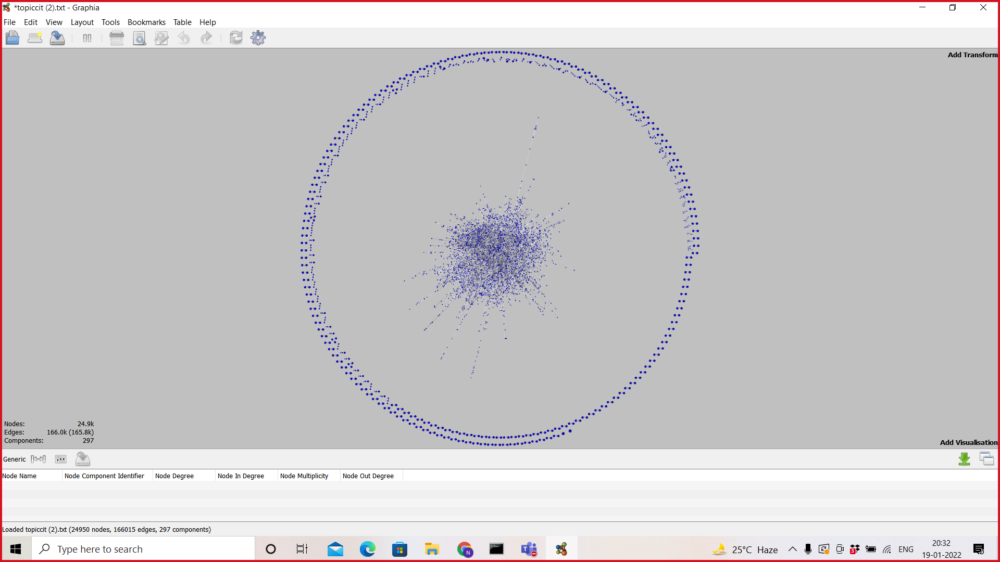 *topiccit (2).txt - Graphia
File Edit View Layout Tools Bookmarks Table Help
Add Transform
Nodes: 24.9k
Edges: 166.0k (165.8k)
Components: 297
Add Visualisation
Generic
Node Name Node Component Identifier Node Degree Node In Degree Node Multiplicity Node Out Degree
Loaded topiccit (2).txt (24950 nodes, 166015 edges, 297 components)
Type here to search
N
T
3
25°C Haze
ENG
20:32
19-01-2022